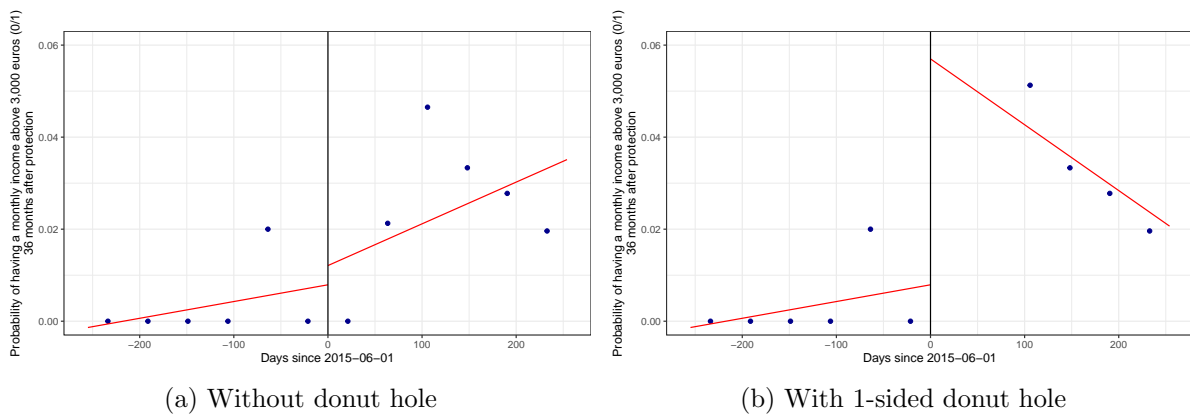 Probability of having a monthly income above 3,000 euros (0/1)
36 months after protection
0.06
0.04
0.02
0.00
−200
−100
0
100
200
Days since 2015−06−01
(a) Without donut hole
Probability of having a monthly income above 3,000 euros (0/1)
36 months after protection
0.06
0.04
0.02
0.00
−200
−100
0
100
200
Days since 2015−06−01
(b) With 1-sided donut hole